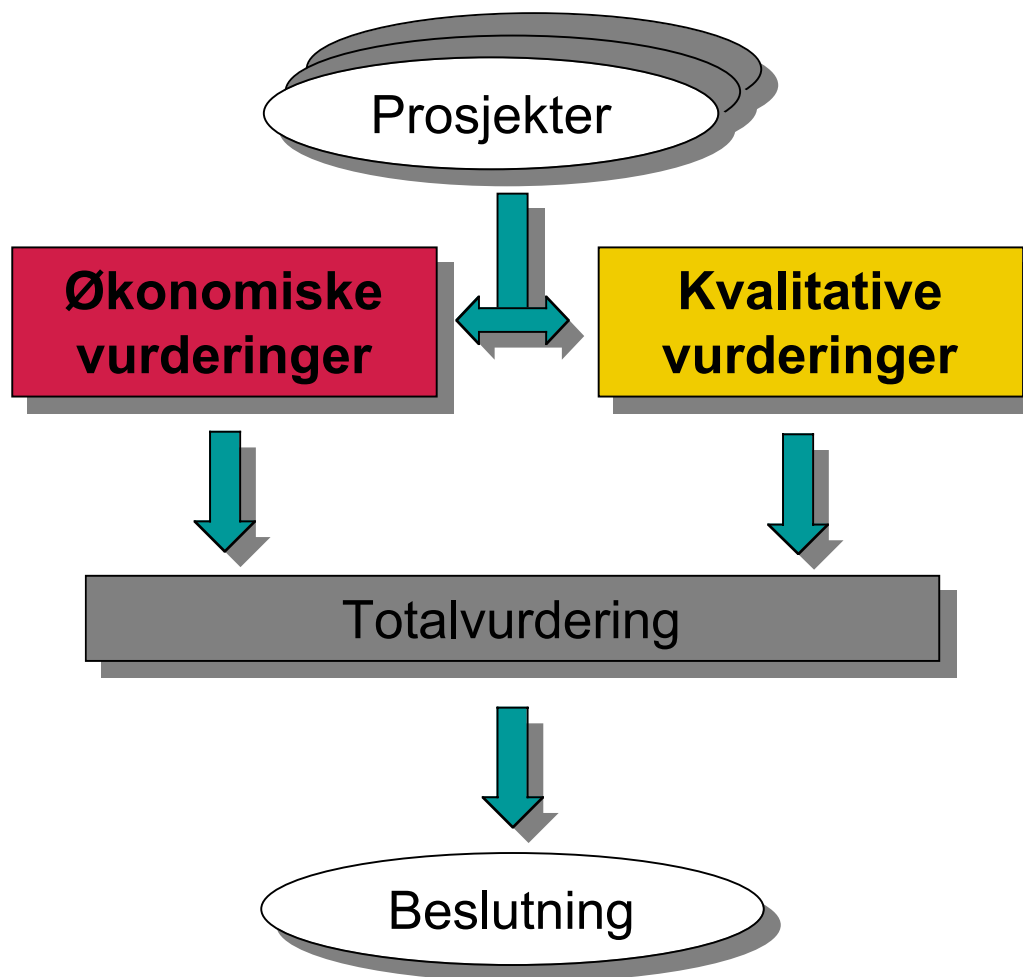 Prosjekter
Økonomiske
vurderinger
Kvalitative
vurderinger
Totalvurdering
Beslutning